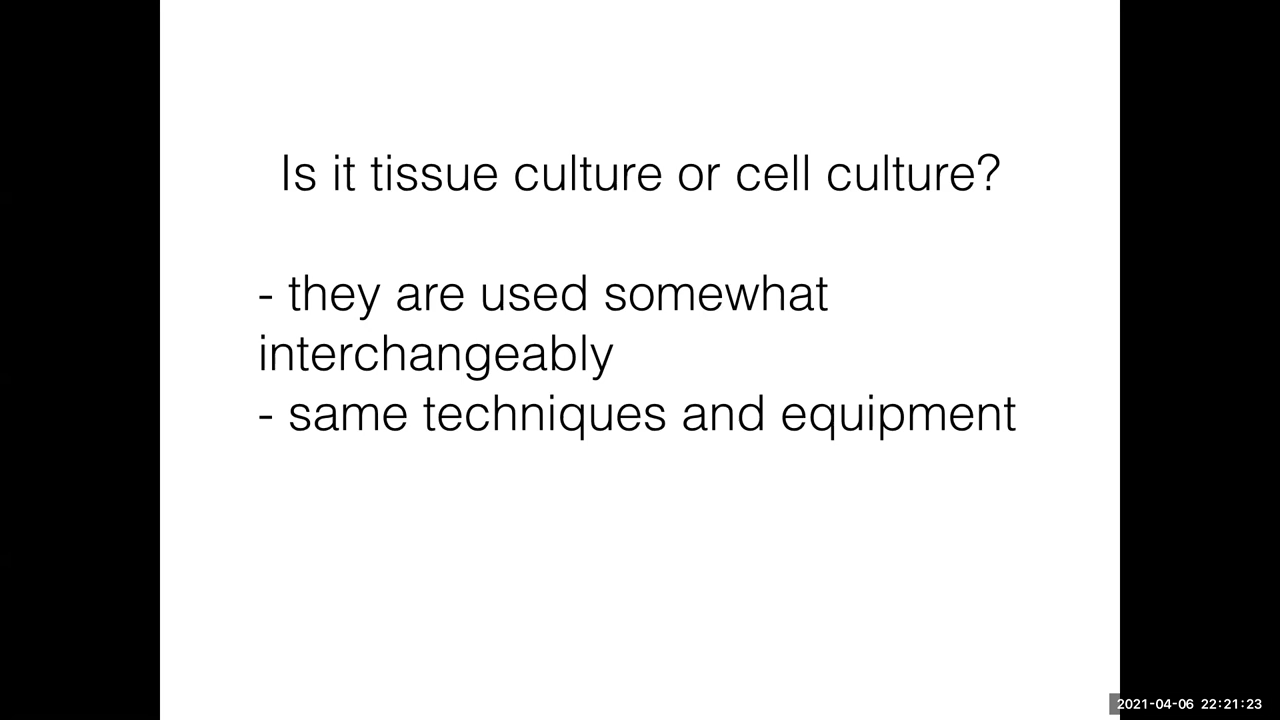 Is it tissue culture or cell culture?
- they are used somewhat
interchangeably
- same techniques and equipment
2021-04-06 22:21:23